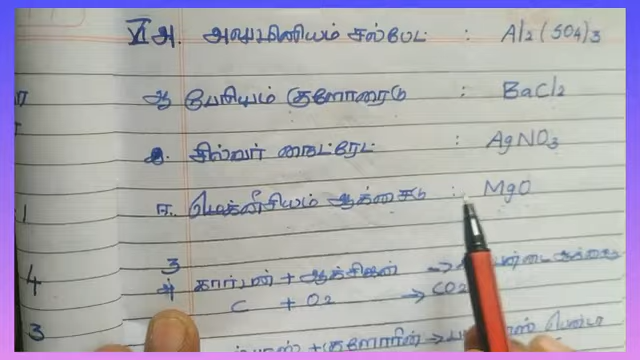 VI அ. அலுமினியம் சல்பேட் : Al2(SO4)3
ஆ பேரியம் குளோரைடு : BaCl2
இ. சில்வர் நைட்ரேட் : AgNO3
ஈ. மெக்னீசியம் ஆக்சைடு : MgO
3
அ கார்பன் + ஆக்சிஜன் →
C + O2 → CO2
4
3
+ குளோரின் →